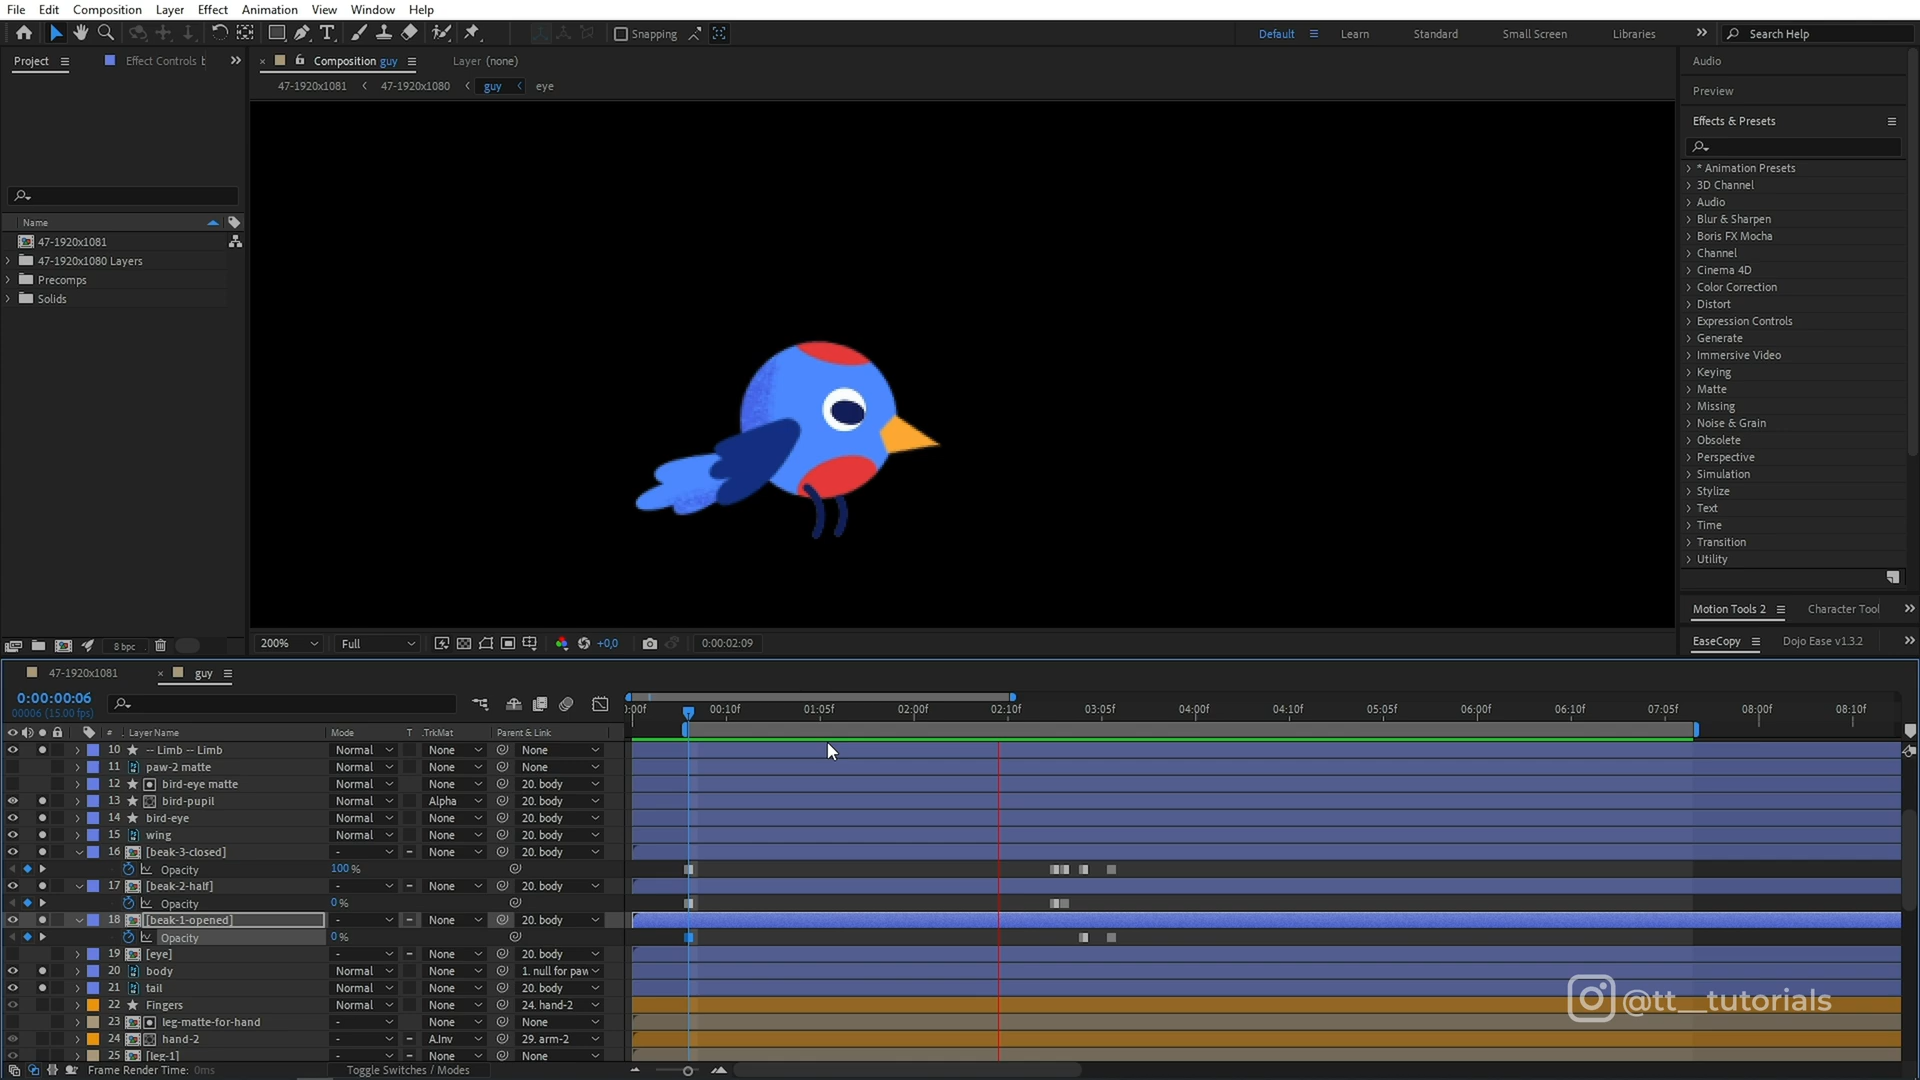 File Edit Composition Layer Effect Animation View Window Help
Snapping Default Learn Standard Small Screen Libraries Search Help
Project Effect Controls Composition guy Layer (none) Audio
47-1920x1081 47-1920x1080 guy eye
Preview
Effects & Presets
* Animation Presets
3D Channel
Audio
Blur & Sharpen
Boris FX Mocha
Channel
Cinema 4D
Color Correction
Distort
Expression Controls
Generate
Immersive Video
Keying
Matte
Missing
Noise & Grain
Obsolete
Perspective
Simulation
Stylize
Text
Time
Transition
Utility
Name
47-1920x1081
47-1920x1080 Layers
Precomps
Solids
Motion Tools 2 Character Tool
8 bpc 200% Full +0,0 0:00:02:09 EaseCopy Dojo Ease v1.3.2
47-1920x1081 guy
0:00:00:06
00006 (15.00 fps)
:00f 00:10f 01:05f 02:00f 02:10f 03:05f 04:00f 04:10f 05:05f 06:00f 06:10f 07:05f 08:00f 08:10f
# Layer Name Mode T .TrkMat Parent & Link
10 -- Limb -- Limb Normal None None
11 paw-2 matte Normal None None
12 bird-eye matte Normal None 20. body
13 bird-pupil Normal Alpha 20. body
14 bird-eye Normal None 20. body
15 wing Normal None 20. body
16 [beak-3-closed] - None 20. body
Opacity 100 %
17 [beak-2-half] - None 20. body
Opacity 0 %
18 [beak-1-opened] - None 20. body
Opacity 0 %
19 [eye] - None 20. body
20 body Normal None 1. null for paw
21 tail Normal None 20. body
22 Fingers Normal None 24. hand-2
23 leg-matte-for-hand - None None
24 hand-2 - A.Inv 29. arm-2
25 [leg-1] - None None
Frame Render Time: 0ms Toggle Switches / Modes
@tt__tutorials